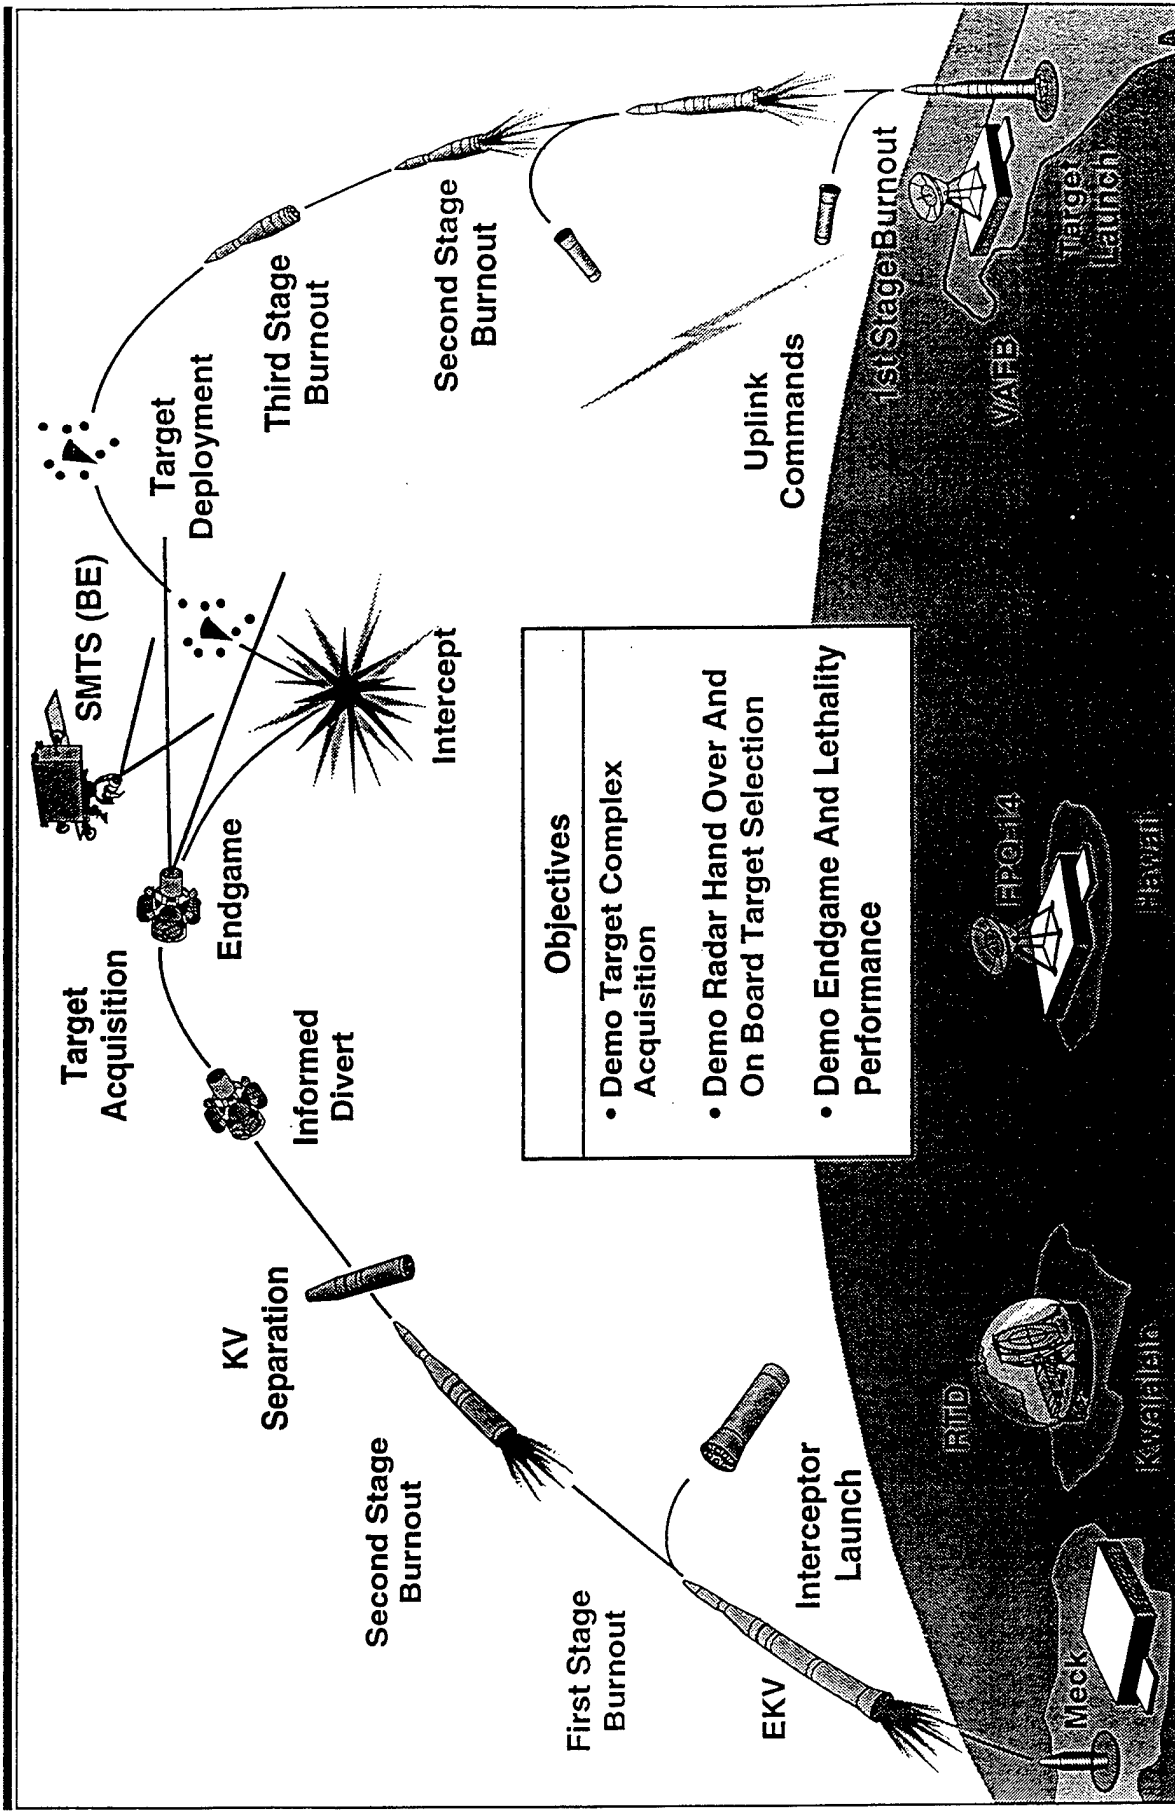 SMTS (BE)
Target
Acquisition
Endgame
Target
Deployment
KV
Separation
Informed
Divert
Third Stage
Burnout
Second Stage
Burnout
Intercept
Second Stage
Burnout
Objectives
• Demo Target Complex
Acquisition
• Demo Radar Hand Over And
On Board Target Selection
• Demo Endgame And Lethality
Performance
First Stage
Burnout
EKV
Interceptor
Launch
Uplink
Commands
1st Stage Burnout
Meck
RTD
Kwajalein
FPQ-14
Hawaii
VAFB
Target
Launch
A